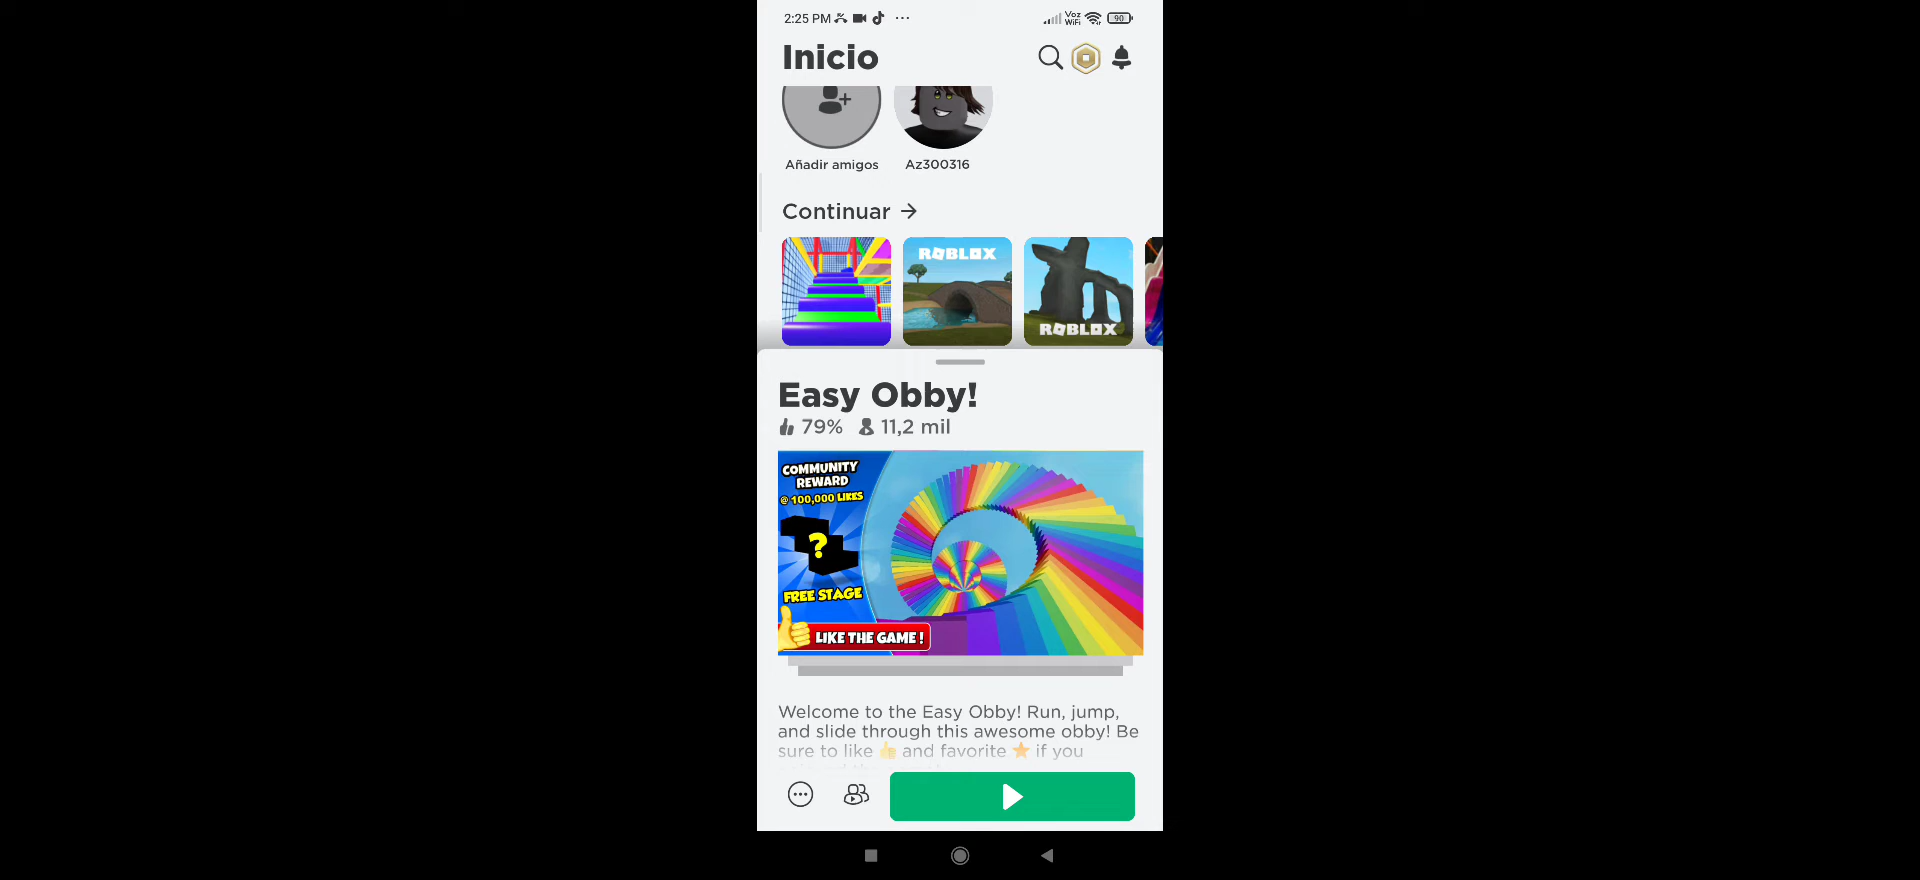 2:25 PM
Voz
WiFi
90
Inicio
Añadir amigos
Az300316
Continuar
ROBLOX
ROBLOX
Easy Obby!
79%
11,2 mil
COMMUNITY
REWARD
@ 100,000 LIKES
?
FREE STAGE
LIKE THE GAME !
Welcome to the Easy Obby! Run, jump,
and slide through this awesome obby! Be
sure to like 👍 and favorite ⭐ if you